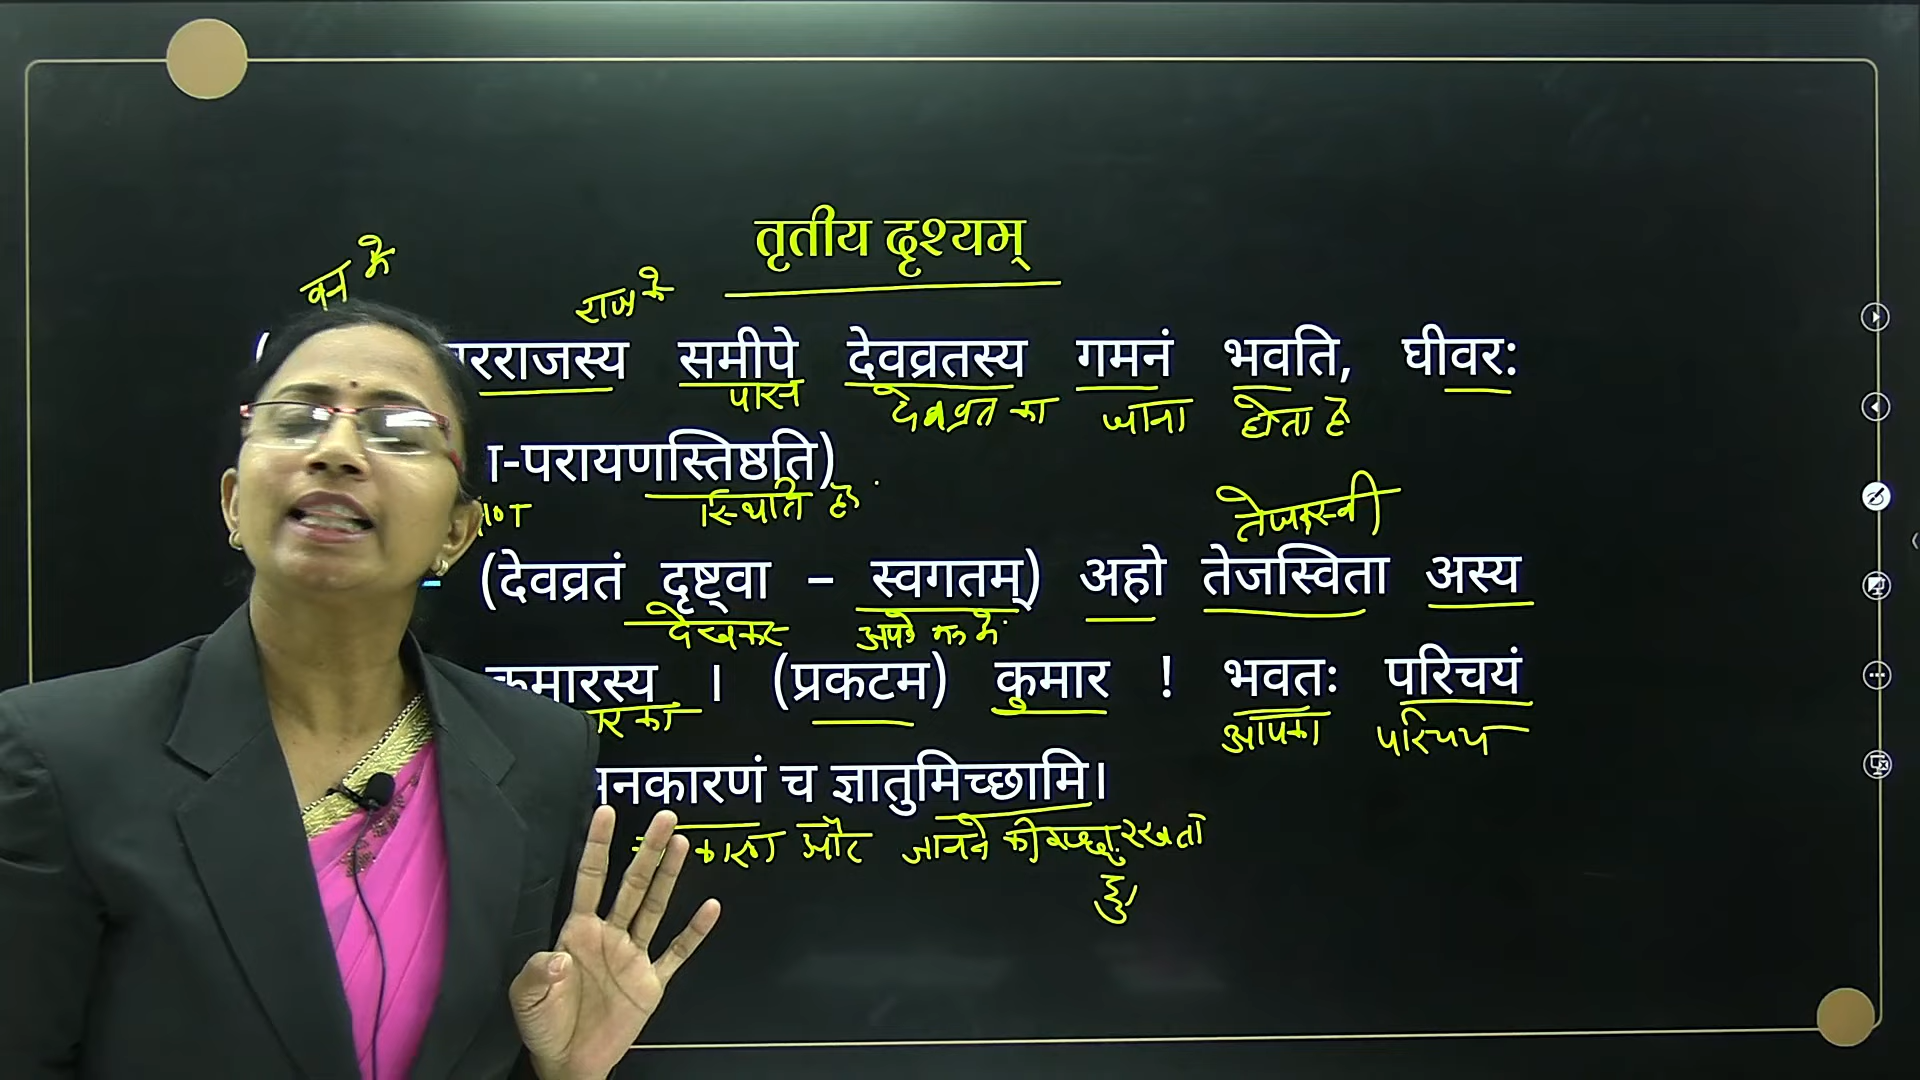 तृतीय दृश्यम्
वन के
राज के
रराजस्य समीपे देवव्रतस्य गमनं भवति, घीवर:
पास देवव्रत का जाना होता है
-परायणस्तिष्ठति)
स्थिति है
तेजस्वी
(देवव्रतं दृष्ट्वा – स्वगतम्) अहो तेजस्विता अस्य
देखकर अपने मन में
कुमारस्य । (प्रकटम) कुमार ! भवतः परिचयं
र का आपका परिचय
मनकारणं च ज्ञातुमिच्छामि।
और जानने की इच्छा रखता
हूँ